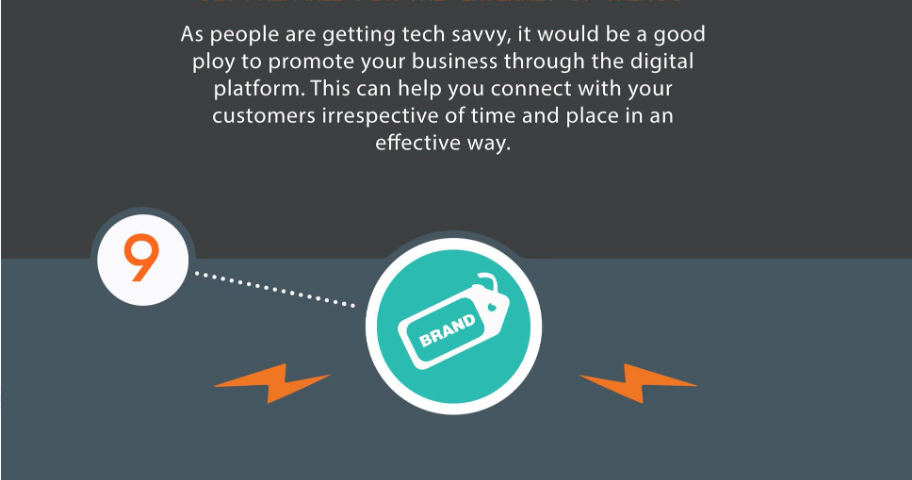 As people are getting tech savvy, it would be a good
ploy to promote your business through the digital
platform. This can help you connect with your
customers irrespective of time and place in an
effective way.
9
BRAND